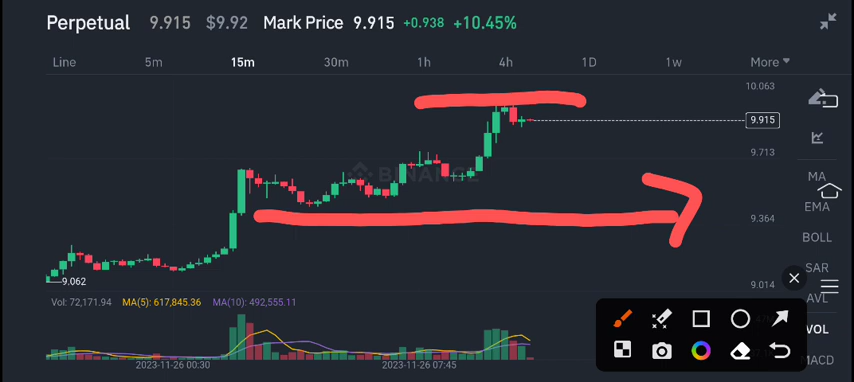 Perpetual 9.915 $9.92 Mark Price 9.915 +0.938 +10.45%
Line 5m 15m 30m 1h 4h 1D 1w More
10.063
9.915
9.713
BINANCE
MA
EMA
9.364
BOLL
SAR
9.062
9.014
AVL
Vol: 72,171.94 MA(5): 617,845.36 MA(10): 492,555.11
VOL
MACD
2023-11-26 00:30 2023-11-26 07:45